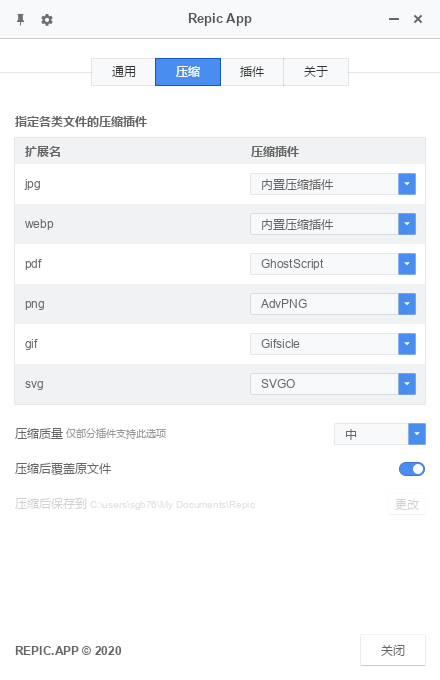 Repic App
通用 压缩 插件 关于
指定各类文件的压缩插件
扩展名 压缩插件
jpg 内置压缩插件
webp 内置压缩插件
pdf GhostScript
png AdvPNG
gif Gifsicle
svg SVGO
压缩质量 仅部分插件支持此选项 中
压缩后覆盖原文件
压缩后保存到 C:\users\sgb76\My Documents\Repic 更改
REPIC.APP © 2020 关闭